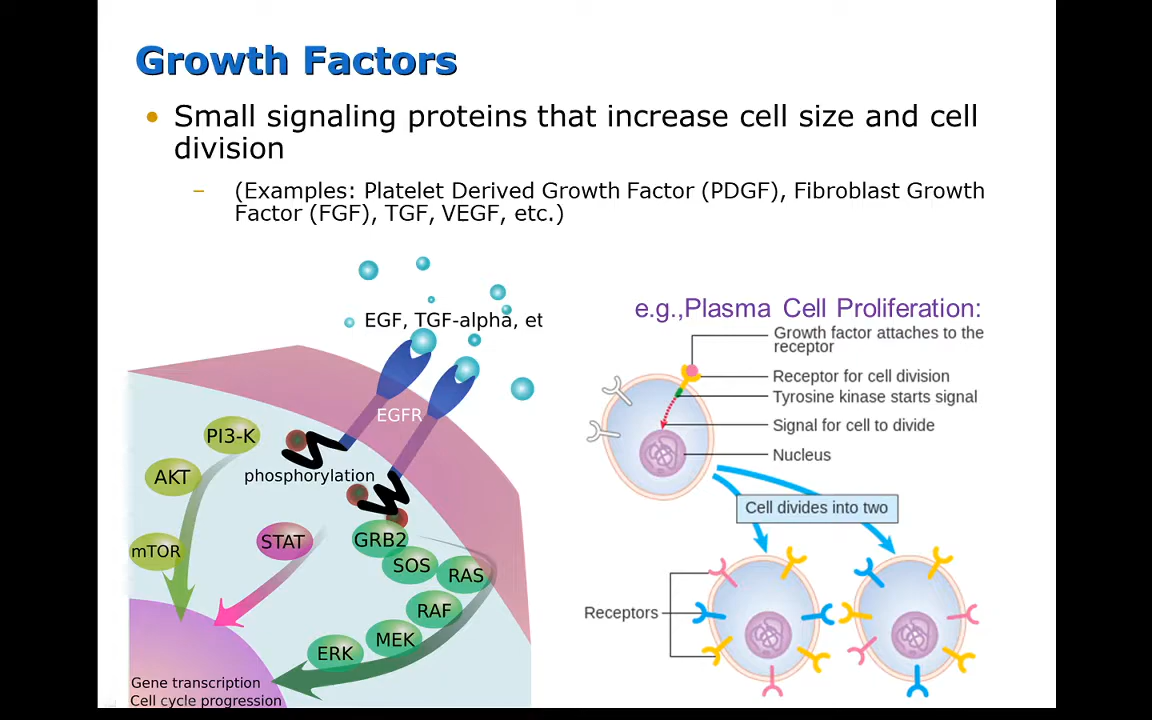 Growth Factors
• Small signaling proteins that increase cell size and cell
division
– (Examples: Platelet Derived Growth Factor (PDGF), Fibroblast Growth
Factor (FGF), TGF, VEGF, etc.)
EGF, TGF-alpha, et
EGFR
PI3-K
phosphorylation
AKT
mTOR
STAT
GRB2
SOS
RAS
RAF
MEK
ERK
Gene transcription
Cell cycle progression
e.g.,Plasma Cell Proliferation:
Growth factor attaches to the
receptor
Receptor for cell division
Tyrosine kinase starts signal
Signal for cell to divide
Nucleus
Cell divides into two
Receptors